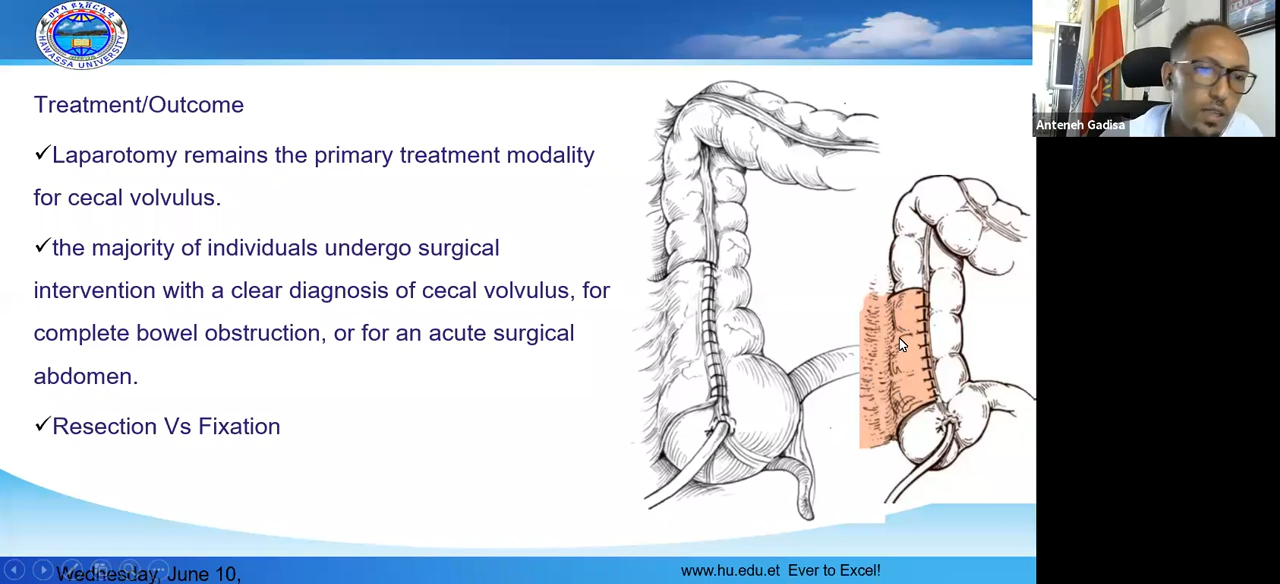 HAWASSA UNIVERSITY
Anteneh Gadisa
Treatment/Outcome
✓Laparotomy remains the primary treatment modality
for cecal volvulus.
✓the majority of individuals undergo surgical
intervention with a clear diagnosis of cecal volvulus, for
complete bowel obstruction, or for an acute surgical
abdomen.
✓Resection Vs Fixation
Wednesday, June 10,
www.hu.edu.et Ever to Excel!